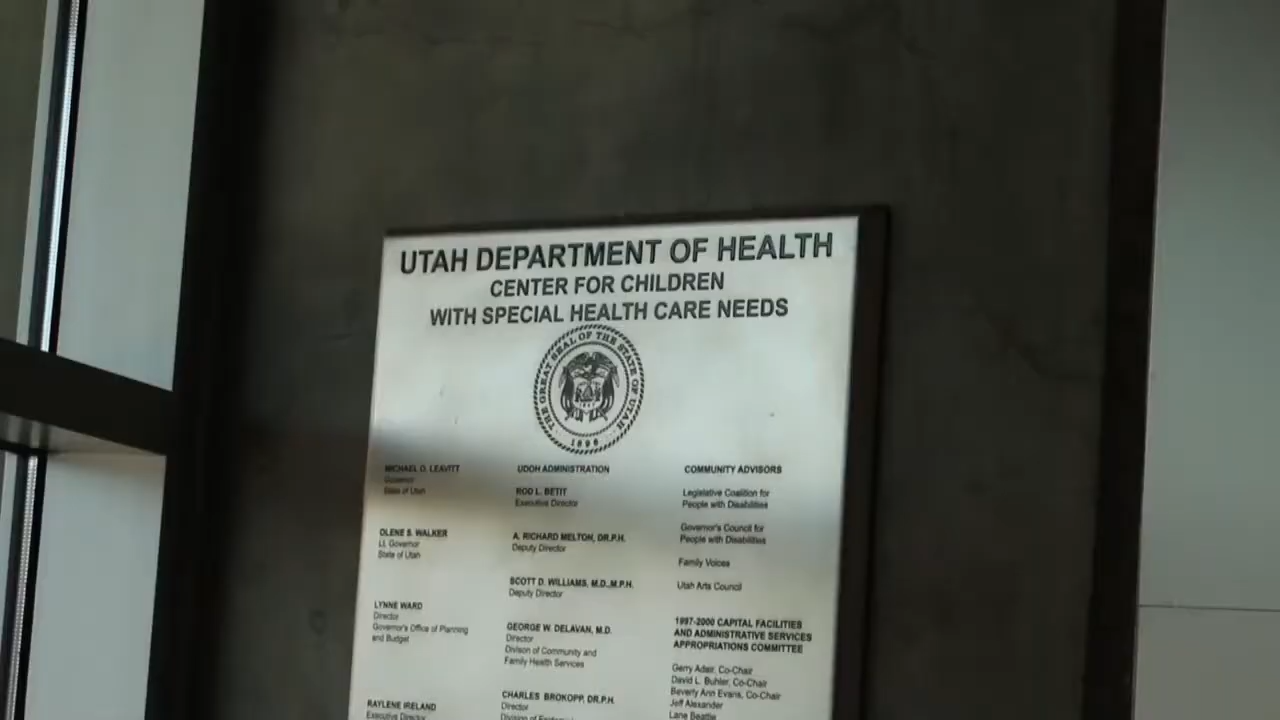 UTAH DEPARTMENT OF HEALTH
CENTER FOR CHILDREN
WITH SPECIAL HEALTH CARE NEEDS
THE GREAT SEAL OF THE STATE OF UTAH
1896
MICHAEL O. LEAVITT
Governor
State of Utah
OLENE S. WALKER
Lt. Governor
State of Utah
LYNNE WARD
Director
Governor's Office of Planning
and Budget
RAYLENE IRELAND
Executive Director
UDOH ADMINISTRATION
ROD L. BETIT
Executive Director
A. RICHARD MELTON, DR.P.H.
Deputy Director
SCOTT D. WILLIAMS, M.D.,M.P.H.
Deputy Director
GEORGE W. DELAVAN, M.D.
Director
Divison of Community and
Family Health Services
CHARLES BROKOPP, DR.P.H.
Director
Division of
COMMUNITY ADVISORS
Legislative Coalition for
People with Disabilities
Governor's Council for
People with Disabilities
Family Voices
Utah Arts Council
1997-2000 CAPITAL FACILITIES
AND ADMINISTRATIVE SERVICES
APPROPRIATIONS COMMITTEE
Gerry Adair, Co-Chair
David L. Buhler, Co-Chair
Beverly Ann Evans, Co-Chair
Jeff Alexander
Lane Beattie